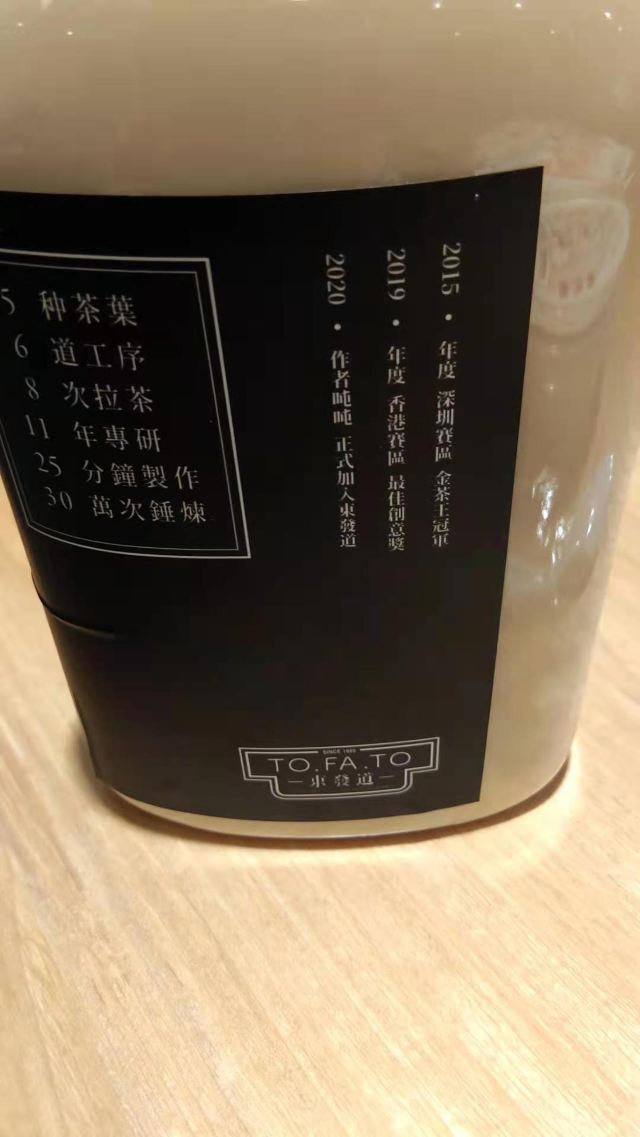 5 种茶葉
6 道工序
8 次拉茶
11 年專研
25 分鐘製作
30 萬次錘煉
2015 • 年度 深圳賽區 金茶王冠軍
2019 • 年度 香港賽區 最佳創意獎
2020 • 作者吨吨 正式加入東發道
TO.FA.TO
東發道